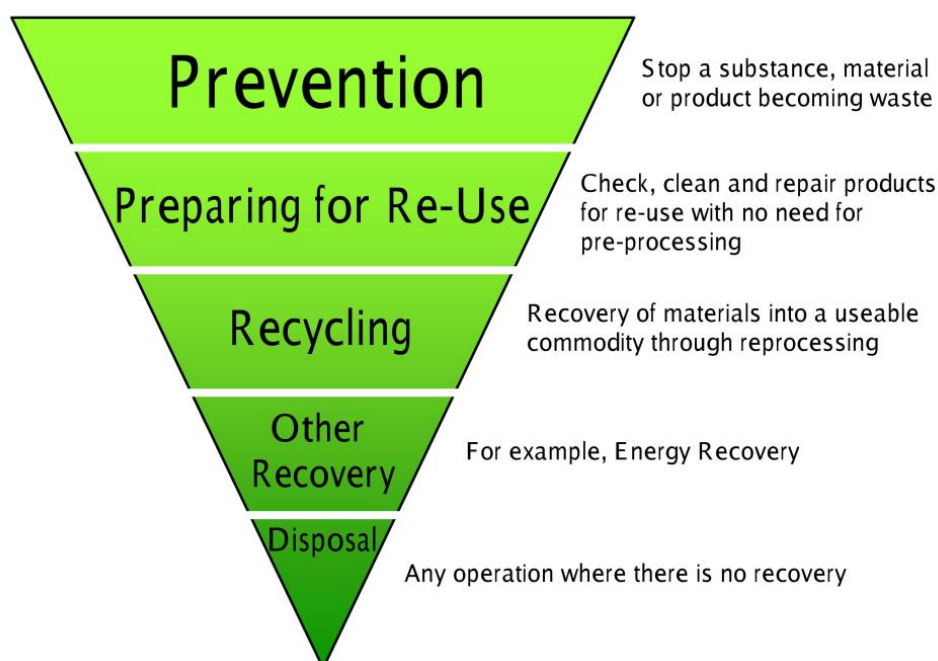 Prevention
Stop a substance, material
or product becoming waste
Preparing for Re-Use
Check, clean and repair products
for re-use with no need for
pre-processing
Recycling
Recovery of materials into a useable
commodity through reprocessing
Other
Recovery
For example, Energy Recovery
Disposal
Any operation where there is no recovery